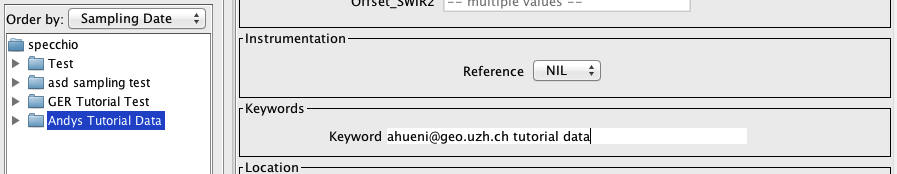 Order by: Sampling Date
specchio
Test
asd sampling test
GER Tutorial Test
Andys Tutorial Data
Offset_SWIR2 -- multiple values --
Instrumentation
Reference NIL
Keywords
Keyword ahueni@geo.uzh.ch tutorial data
Location